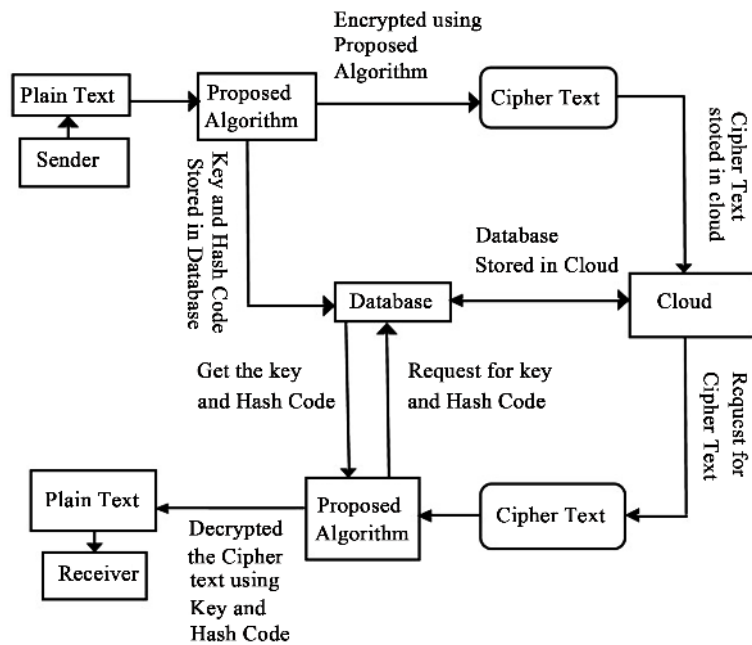 Encrypted using
Proposed
Algorithm
Plain Text
Proposed
Algorithm
Cipher Text
Sender
Key and Hash Code
Stored in Database
Cipher Text
stoted in cloud
Database
Stored in Cloud
Database
Cloud
Get the key
and Hash Code
Request for key
and Hash Code
Request for
Cipher Text
Plain Text
Proposed
Algorithm
Cipher Text
Receiver
Decrypted
the Cipher
text using
Key and
Hash Code